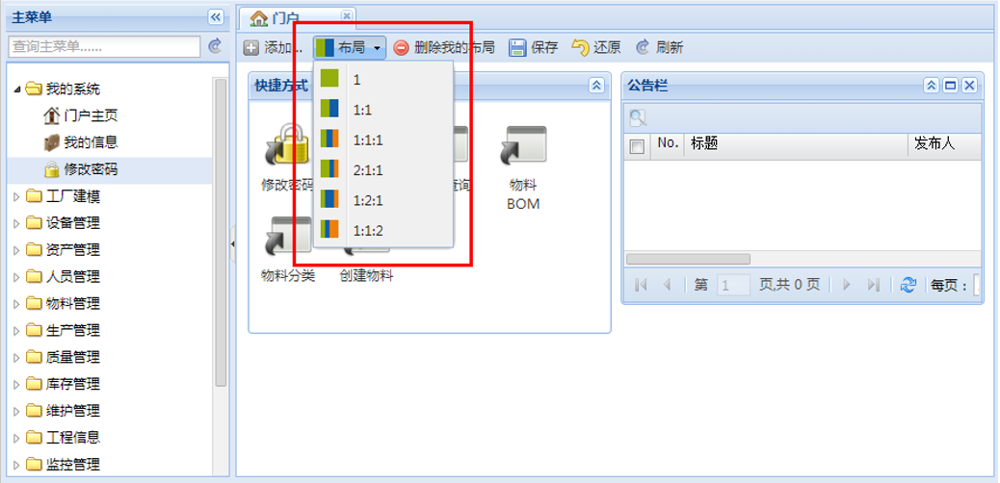 主菜单
查询主菜单......
我的系统
门户主页
我的信息
修改密码
工厂建模
设备管理
资产管理
人员管理
物料管理
生产管理
质量管理
库存管理
维护管理
工程信息
监控管理
门户
添加... 布局 删除我的布局 保存 还原 刷新
1
1:1
1:1:1
2:1:1
1:2:1
1:1:2
快捷方式
修改密码
查询
物料
BOM
物料分类
创建物料
公告栏
No. 标题 发布人
第 1 页,共 0 页 每页：